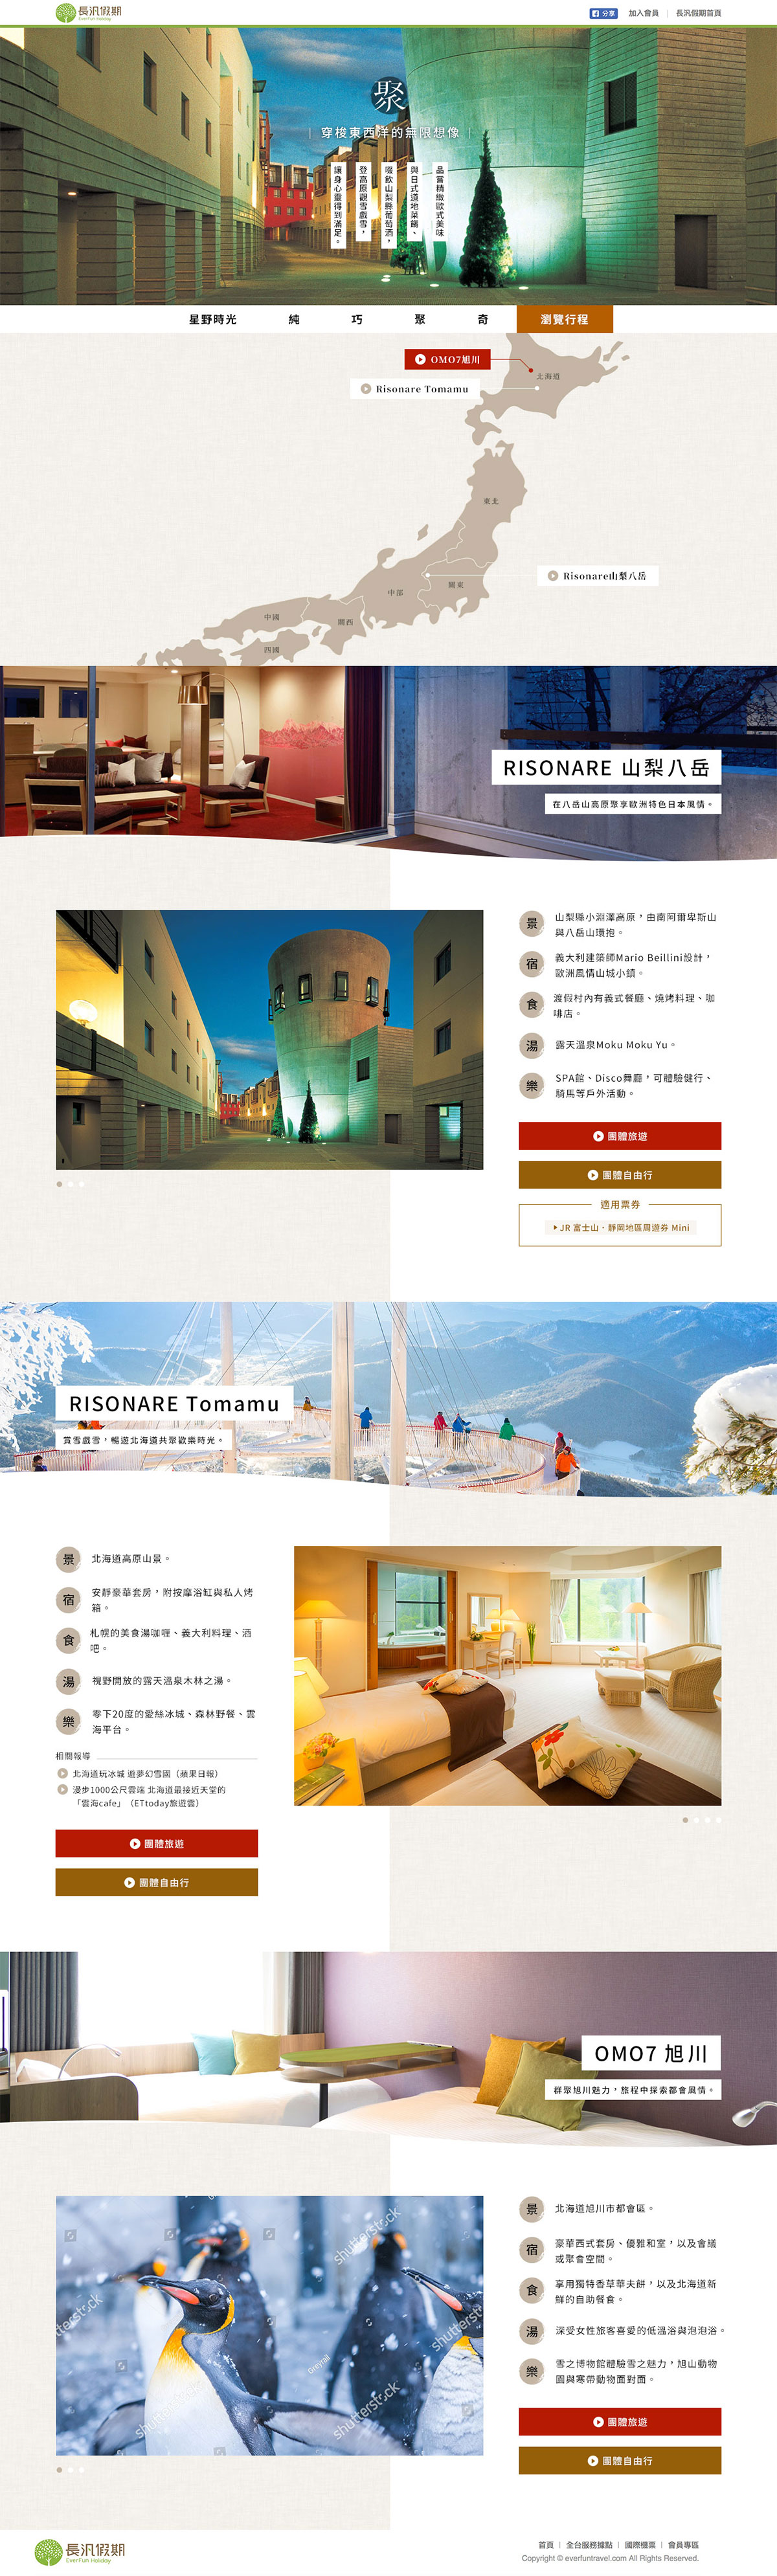 長汎假期
EverFun Holiday
分享
加入會員
長汎假期首頁
聚
穿梭東西洋的無限想像
品嘗精緻歐式美味
與日式道地菜餚、
啜飲山梨縣葡萄酒，
登高原觀雪戲雪，
讓身心靈得到滿足。
星野時光
純
巧
聚
奇
瀏覽行程
OMO7旭川
北海道
Risonare Tomamu
東北
Risonare山梨八岳
關東
中部
中國
關西
四國
RISONARE 山梨八岳
在八岳山高原聚享歐洲特色日本風情。
景
山梨縣小淵澤高原，由南阿爾卑斯山
與八岳山環抱。
宿
義大利建築師Mario Beillini設計，
歐洲風情山城小鎮。
食
渡假村內有義式餐廳、燒烤料理、咖
啡店。
湯
露天溫泉Moku Moku Yu。
樂
SPA館、Disco舞廳，可體驗健行、
騎馬等戶外活動。
團體旅遊
團體自由行
適用票券
JR 富士山、靜岡地區周遊券 Mini
RISONARE Tomamu
賞雪戲雪，暢遊北海道共聚歡樂時光。
景
北海道高原山景。
宿
安靜豪華套房，附按摩浴缸與私人烤
箱。
食
札幌的美食湯咖喱、義大利料理、酒
吧。
湯
視野開放的露天溫泉木林之湯。
樂
零下20度的愛絲冰城、森林野餐、雲
海平台。
相關報導
北海道玩冰城 遊夢幻雪國（蘋果日報）
漫步1000公尺雲端 北海道最接近天堂的
「雲海cafe」（ETtoday旅遊雲）
團體旅遊
團體自由行
OMO7 旭川
群聚旭川魅力，旅程中探索都會風情。
shutterstock
shutterstock
shutterstock
Greyrail
shutterstock
shutterstock
景
北海道旭川市都會區。
宿
豪華西式套房、優雅和室，以及會議
或聚會空間。
食
享用獨特香草華夫餅，以及北海道新
鮮的自助餐食。
湯
深受女性旅客喜愛的低溫浴與泡泡浴。
樂
雪之博物館體驗雪之魅力，旭山動物
園與寒帶動物面對面。
團體旅遊
團體自由行
長汎假期
EverFun Holiday
首頁
全台服務據點
國際機票
會員專區
Copyright © everfuntravel.com All Rights Reserved.